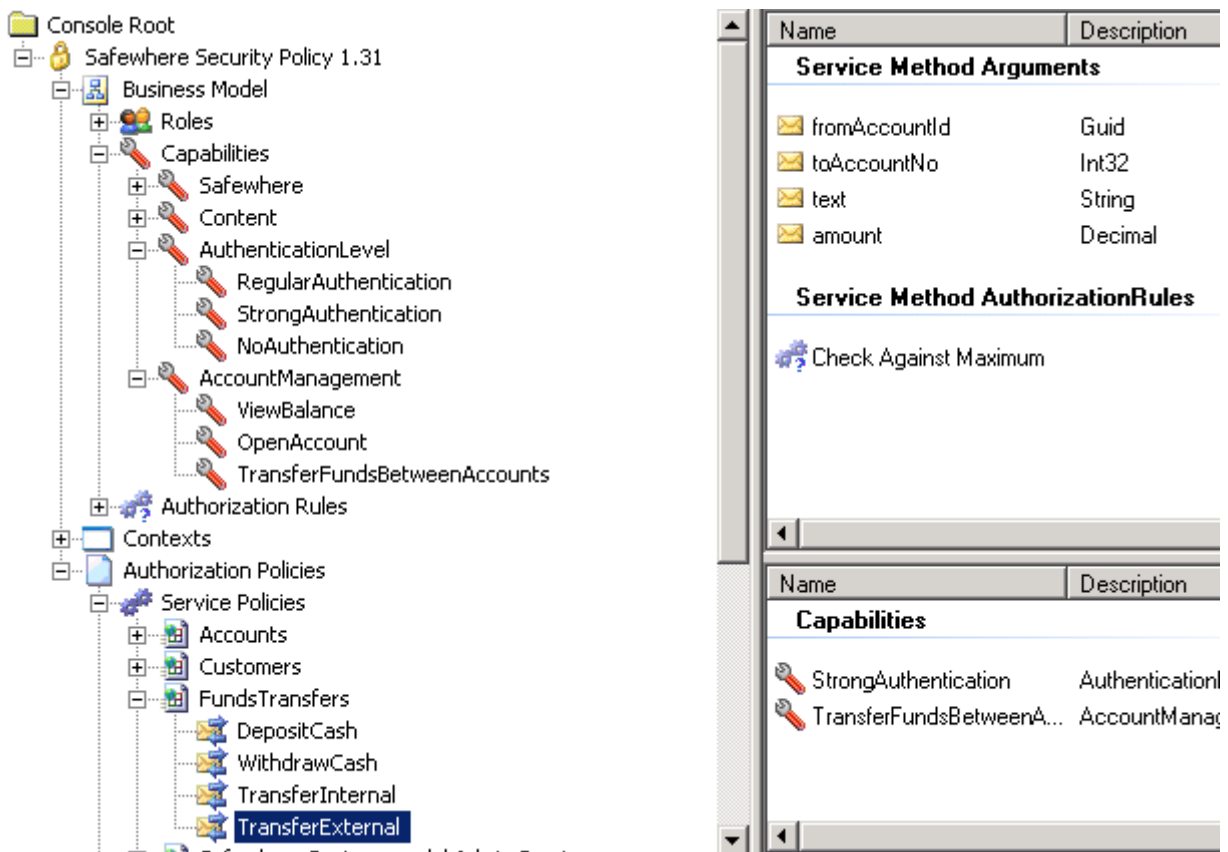 Console Root
Safewhere Security Policy 1.31
Business Model
Roles
Capabilities
Safewhere
Content
AuthenticationLevel
RegularAuthentication
StrongAuthentication
NoAuthentication
AccountManagement
ViewBalance
OpenAccount
TransferFundsBetweenAccounts
Authorization Rules
Contexts
Authorization Policies
Service Policies
Accounts
Customers
FundsTransfers
DepositCash
WithdrawCash
TransferInternal
TransferExternal
Name Description
Service Method Arguments
fromAccountId Guid
toAccountNo Int32
text String
amount Decimal
Service Method AuthorizationRules
Check Against Maximum
Name Description
Capabilities
StrongAuthentication Authentication
TransferFundsBetweenA... AccountManag